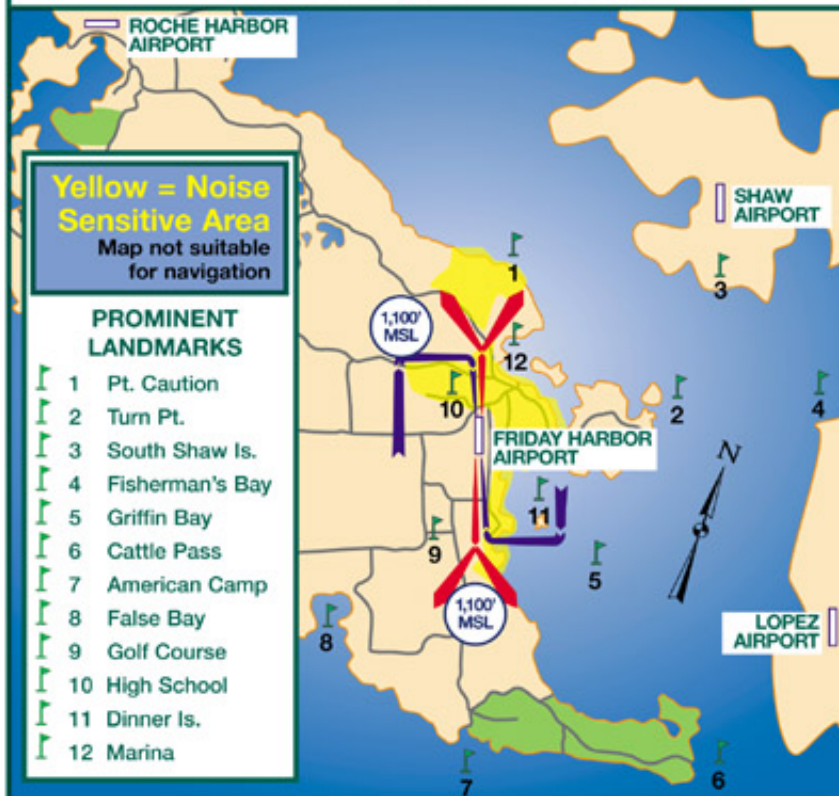 ROCHE HARBOR
AIRPORT
Yellow = Noise
Sensitive Area
Map not suitable
for navigation
PROMINENT
LANDMARKS
1 Pt. Caution
2 Turn Pt.
3 South Shaw Is.
4 Fisherman's Bay
5 Griffin Bay
6 Cattle Pass
7 American Camp
8 False Bay
9 Golf Course
10 High School
11 Dinner Is.
12 Marina
SHAW
AIRPORT
1
3
1,100'
MSL
12
10
2
4
FRIDAY HARBOR
AIRPORT
N
11
9
5
1,100'
MSL
8
LOPEZ
AIRPORT
7
6